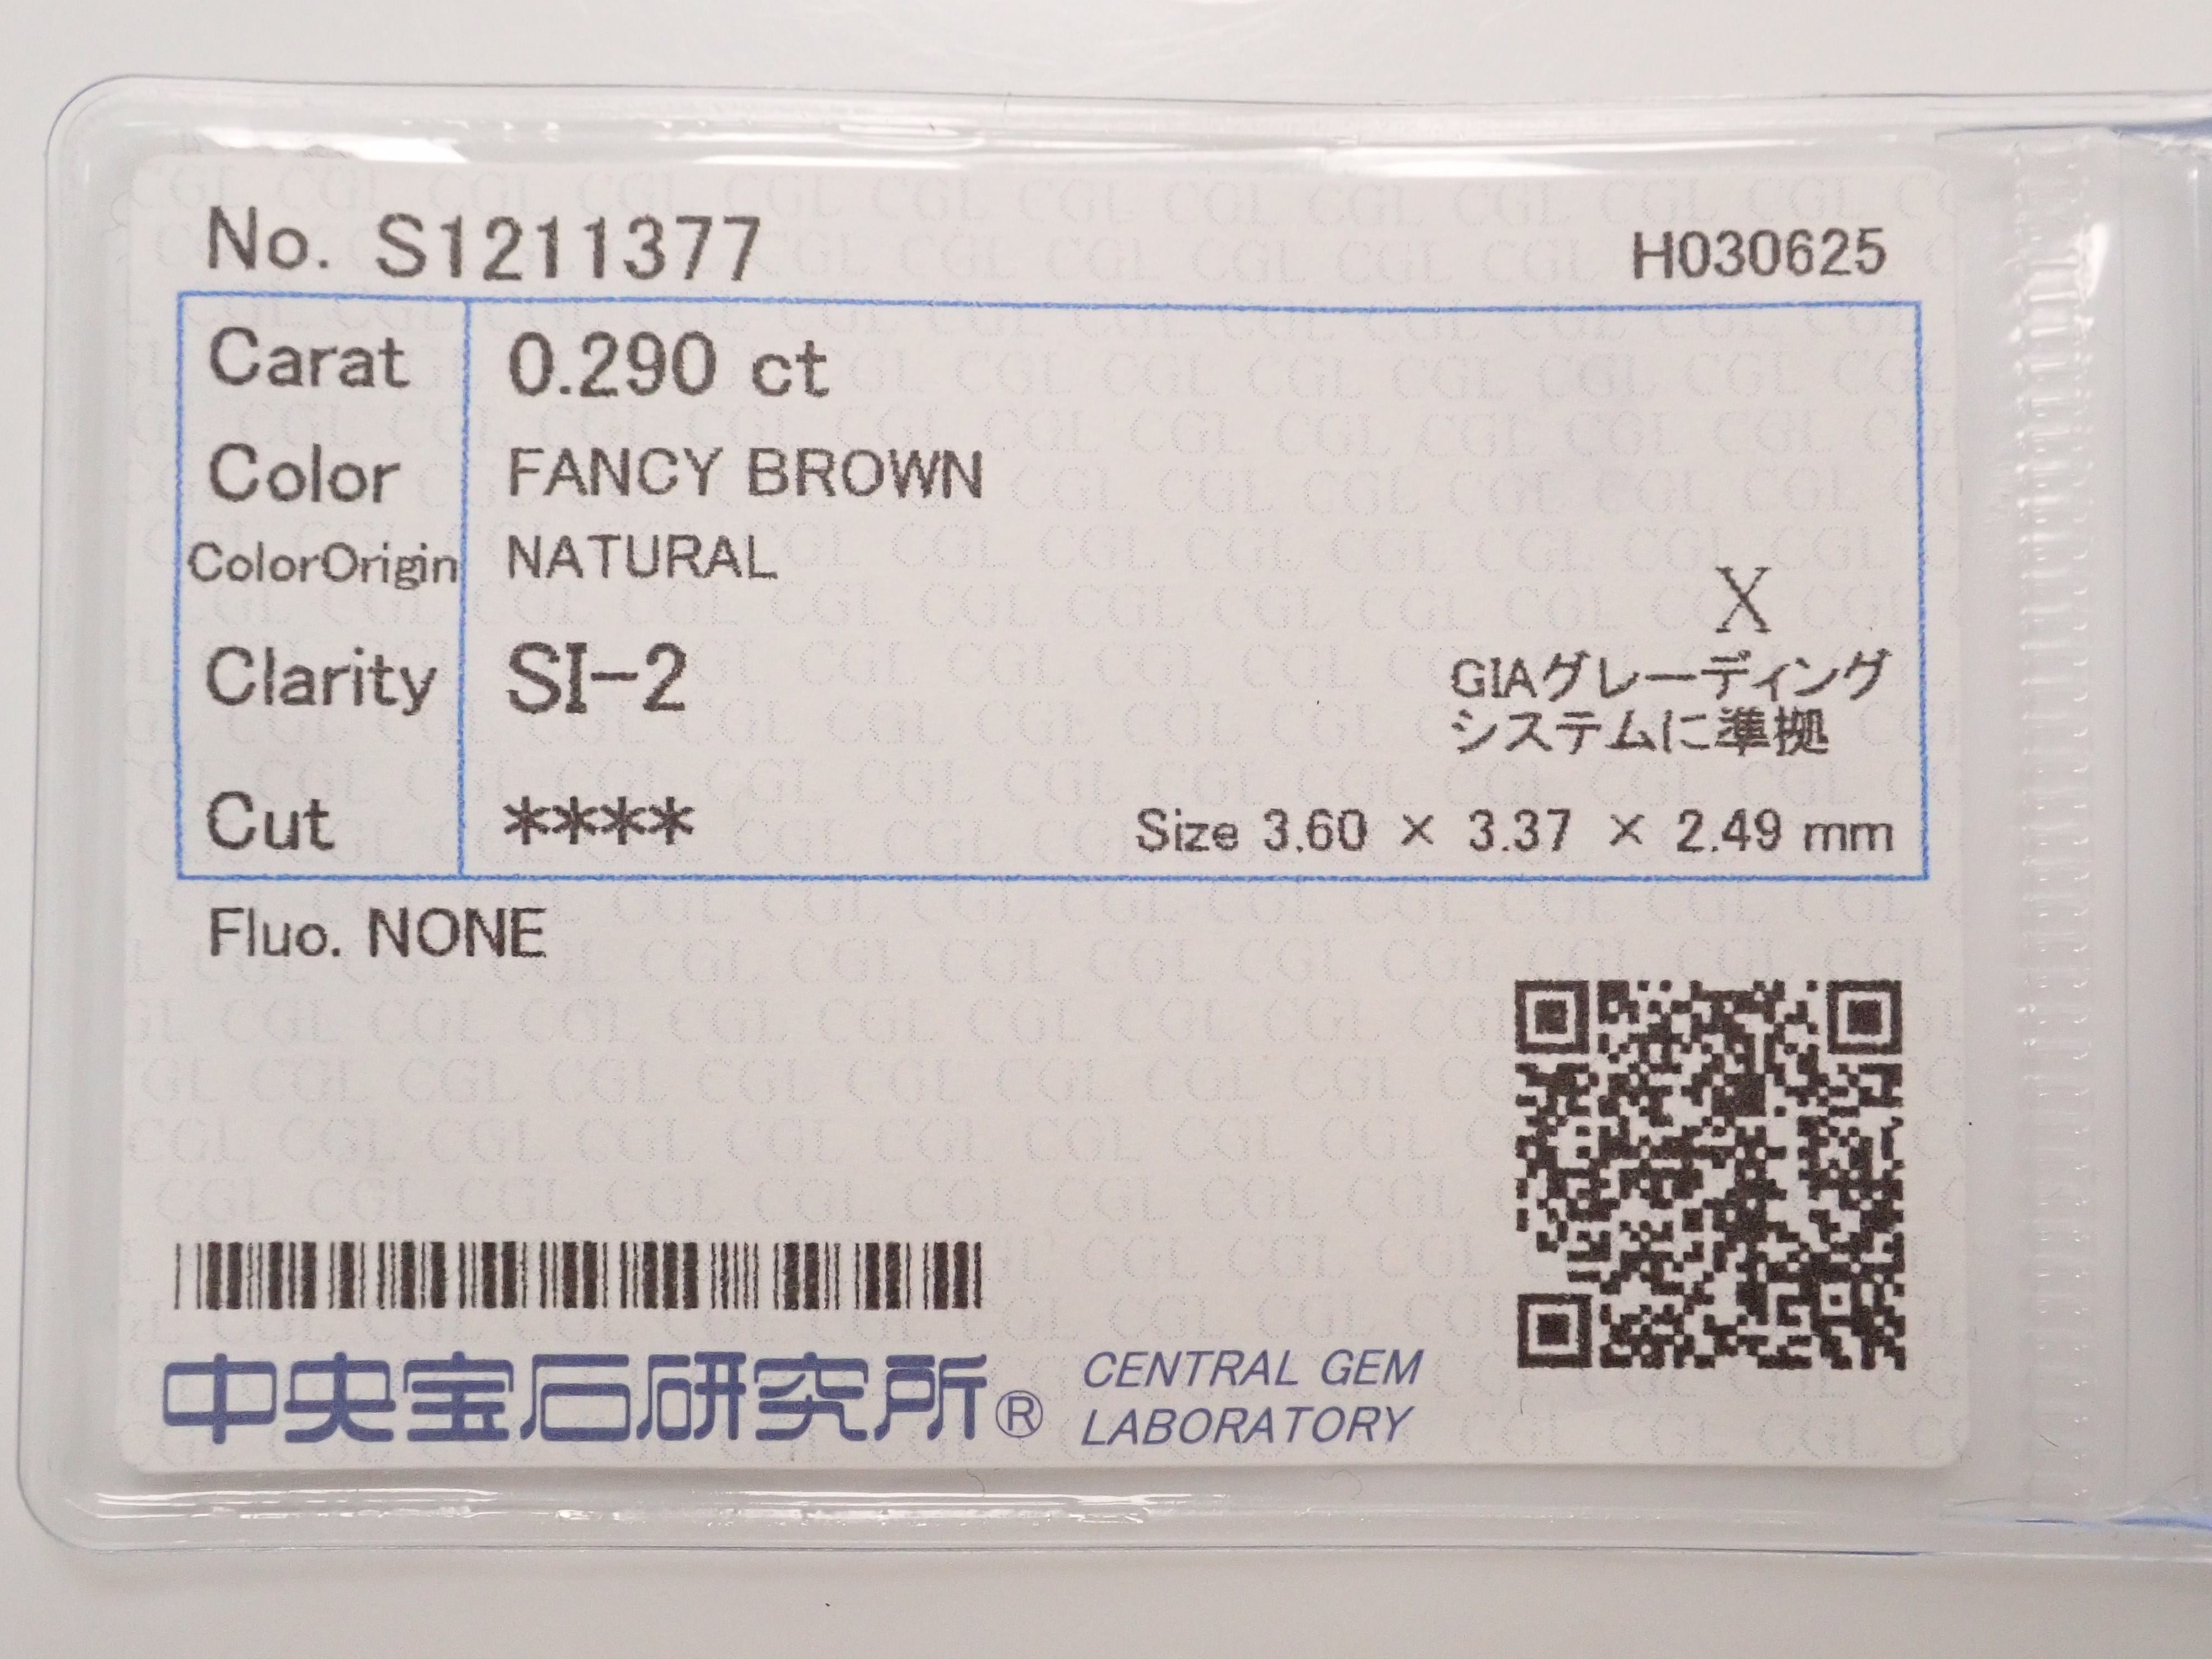 No. S1211377 H030625
Carat 0.290 ct
Color FANCY BROWN
ColorOrigin NATURAL
X
Clarity SI-2
GIAグレーディング
システムに準拠
Cut **** Size 3.60 × 3.37 × 2.49 mm
Fluo. NONE
中央宝石研究所® CENTRAL GEM
LABORATORY